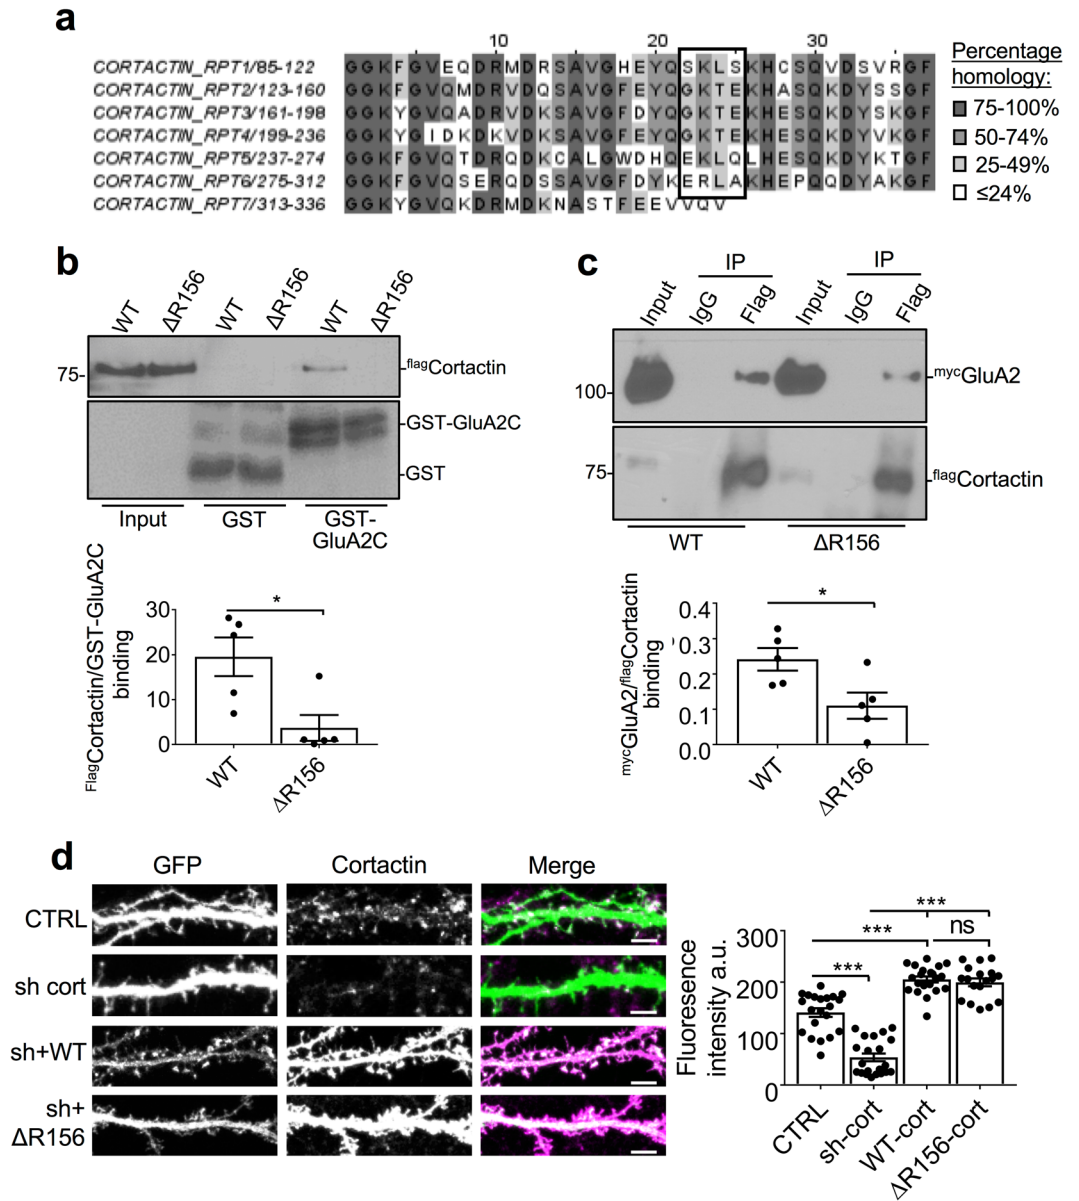 a
10 20 30
CORTACTIN_RPT1/85-122 GGKFGVEQDRMDRSAVGHEYQSKLSKHCSQVDSVRGF
CORTACTIN_RPT2/123-160 GGKFGVQMDRVDQSAVGFEYQGKTEKHASQKDYSSGF
CORTACTIN_RPT3/161-198 GGKYGVQADRVDKSAVGFDYQGKTEKHESQKDYSKGF
CORTACTIN_RPT4/199-236 GGKYGIDKDKVDKSAVGFEYQGKTEKHESQKDYVKGF
CORTACTIN_RPT5/237-274 GGKFGVQTDRQDKCALGWDHQEKLQLHESQKDYKTGF
CORTACTIN_RPT6/275-312 GGKFGVQSERQDSSAVGFDYKERLAKHEPQQDYAKGF
CORTACTIN_RPT7/313-336 GGKYGVQKDRMDKNASTFEEVVQV
Percentage
homology:
75-100%
50-74%
25-49%
≤24%
b
WT ΔR156 WT ΔR156 WT ΔR156
75-
flagCortactin
GST-GluA2C
GST
Input GST GST-
GluA2C
FlagCortactin/GST-GluA2C
binding
30
20
10
0
*
WT ΔR156
c
IP IP
Input IgG Flag Input IgG Flag
100-
mycGluA2
75-
flagCortactin
WT ΔR156
mycGluA2/flagCortactin
binding
0.4
0.3
0.2
0.1
0.0
*
WT ΔR156
d
GFP Cortactin Merge
CTRL
sh cort
sh+WT
sh+
ΔR156
Fluoresence
intensity a.u.
300
200
100
0
***
*** ns
***
CTRL sh-cort WT-cort ΔR156-cort